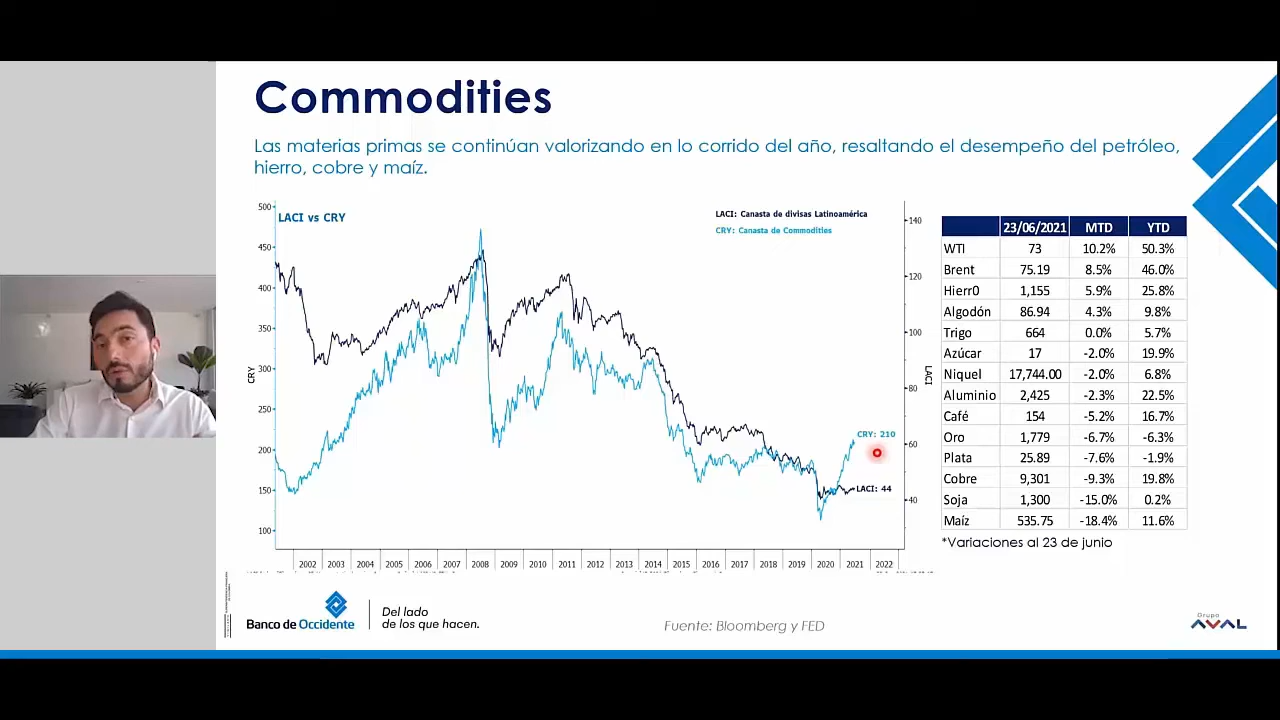 Commodities
Las materias primas se continúan valorizando en lo corrido del año, resaltando el desempeño del petróleo,
hierro, cobre y maíz.
LACI vs CRY
LACI: Canasta de divisas Latinoamérica
CRY: Canasta de Commodities
500
450
400
350
300
250
200
150
100
CRY
140
120
100
80
60
40
LACI
CRY: 210
LACI: 44
2002 2003 2004 2005 2006 2007 2008 2009 2010 2011 2012 2013 2014 2015 2016 2017 2018 2019 2020 2021 2022
23/06/2021 MTD YTD
WTI 73 10.2% 50.3%
Brent 75.19 8.5% 46.0%
Hierr0 1,155 5.9% 25.8%
Algodón 86.94 4.3% 9.8%
Trigo 664 0.0% 5.7%
Azúcar 17 -2.0% 19.9%
Niquel 17,744.00 -2.0% 6.8%
Aluminio 2,425 -2.3% 22.5%
Café 154 -5.2% 16.7%
Oro 1,779 -6.7% -6.3%
Plata 25.89 -7.6% -1.9%
Cobre 9,301 -9.3% 19.8%
Soja 1,300 -15.0% 0.2%
Maíz 535.75 -18.4% 11.6%
*Variaciones al 23 de junio
Banco de Occidente
Del lado
de los que hacen.
Fuente: Bloomberg y FED
Grupo
AVAL